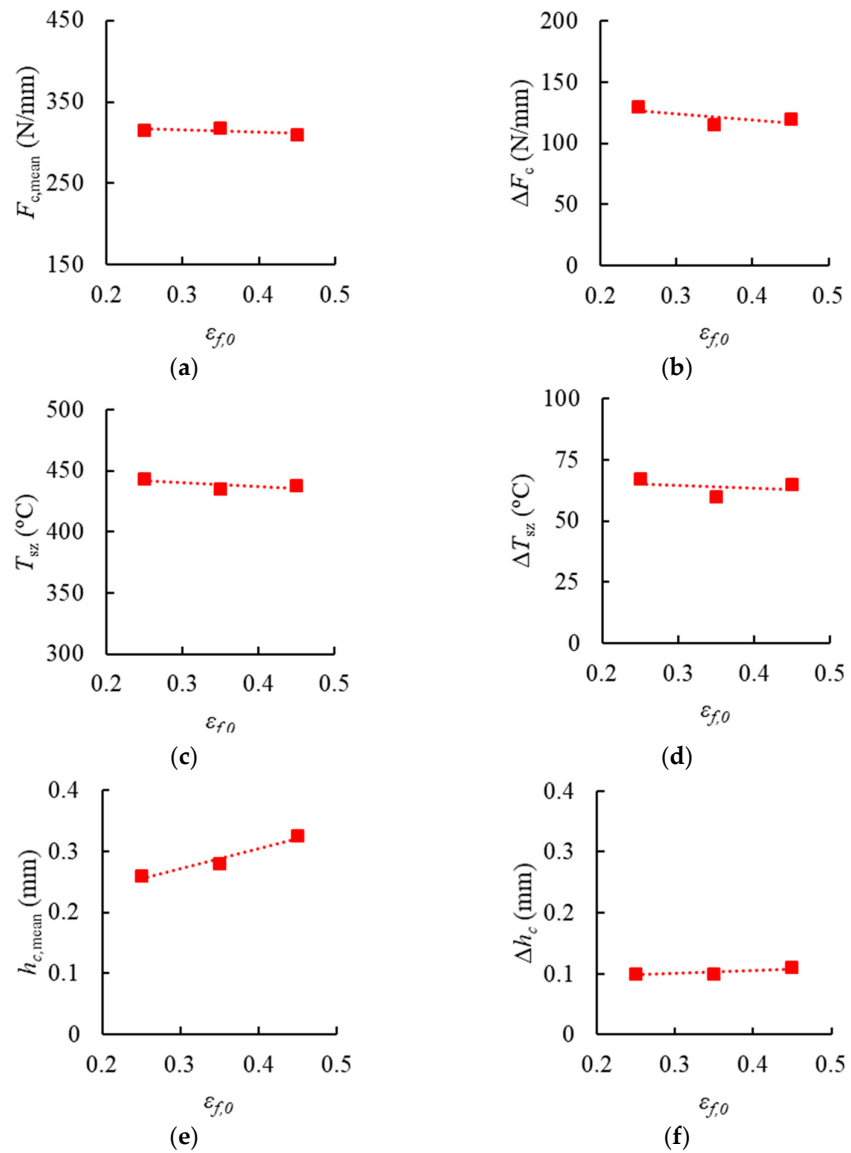 450
350
250
150
F_c,mean (N/mm)
0.2 0.3 0.4 0.5
ε_f,0
(a)
200
150
100
50
0
ΔF_c (N/mm)
0.2 0.3 0.4 0.5
ε_f,0
(b)
500
450
400
350
300
T_sz (ºC)
0.2 0.3 0.4 0.5
ε_f,0
(c)
100
75
50
25
0
ΔT_sz (ºC)
0.2 0.3 0.4 0.5
ε_f,0
(d)
0.4
0.3
0.2
0.1
0
h_c,mean (mm)
0.2 0.3 0.4 0.5
ε_f,0
(e)
0.4
0.3
0.2
0.1
0
Δh_c (mm)
0.2 0.3 0.4 0.5
ε_f,0
(f)